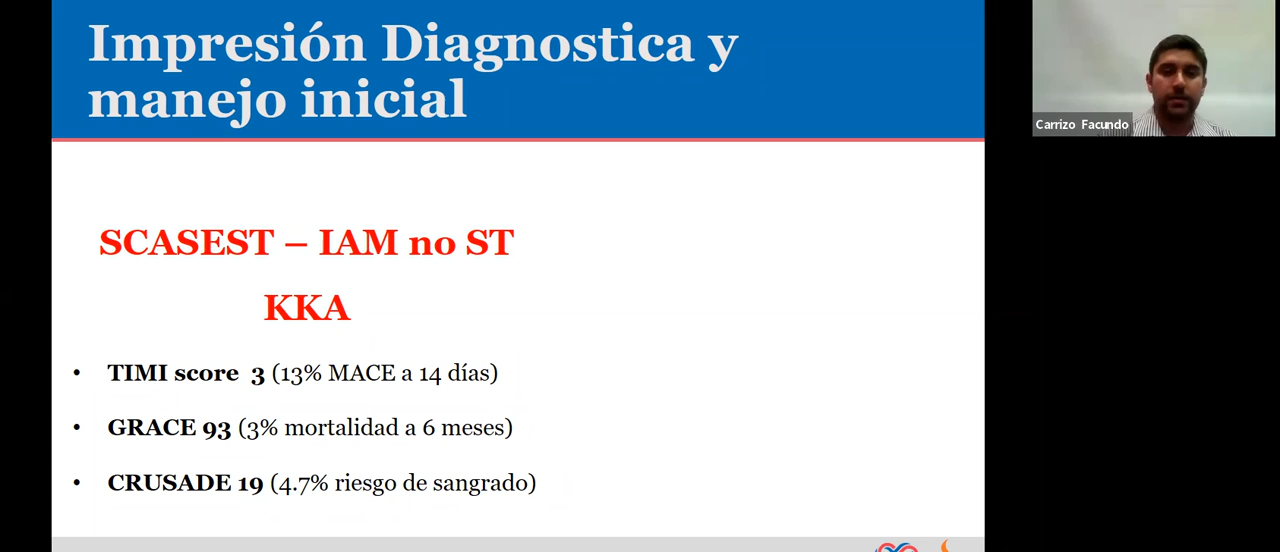 Impresión Diagnostica y
manejo inicial
Carrizo Facundo
SCASEST – IAM no ST
KKA
• TIMI score 3 (13% MACE a 14 días)
• GRACE 93 (3% mortalidad a 6 meses)
• CRUSADE 19 (4.7% riesgo de sangrado)